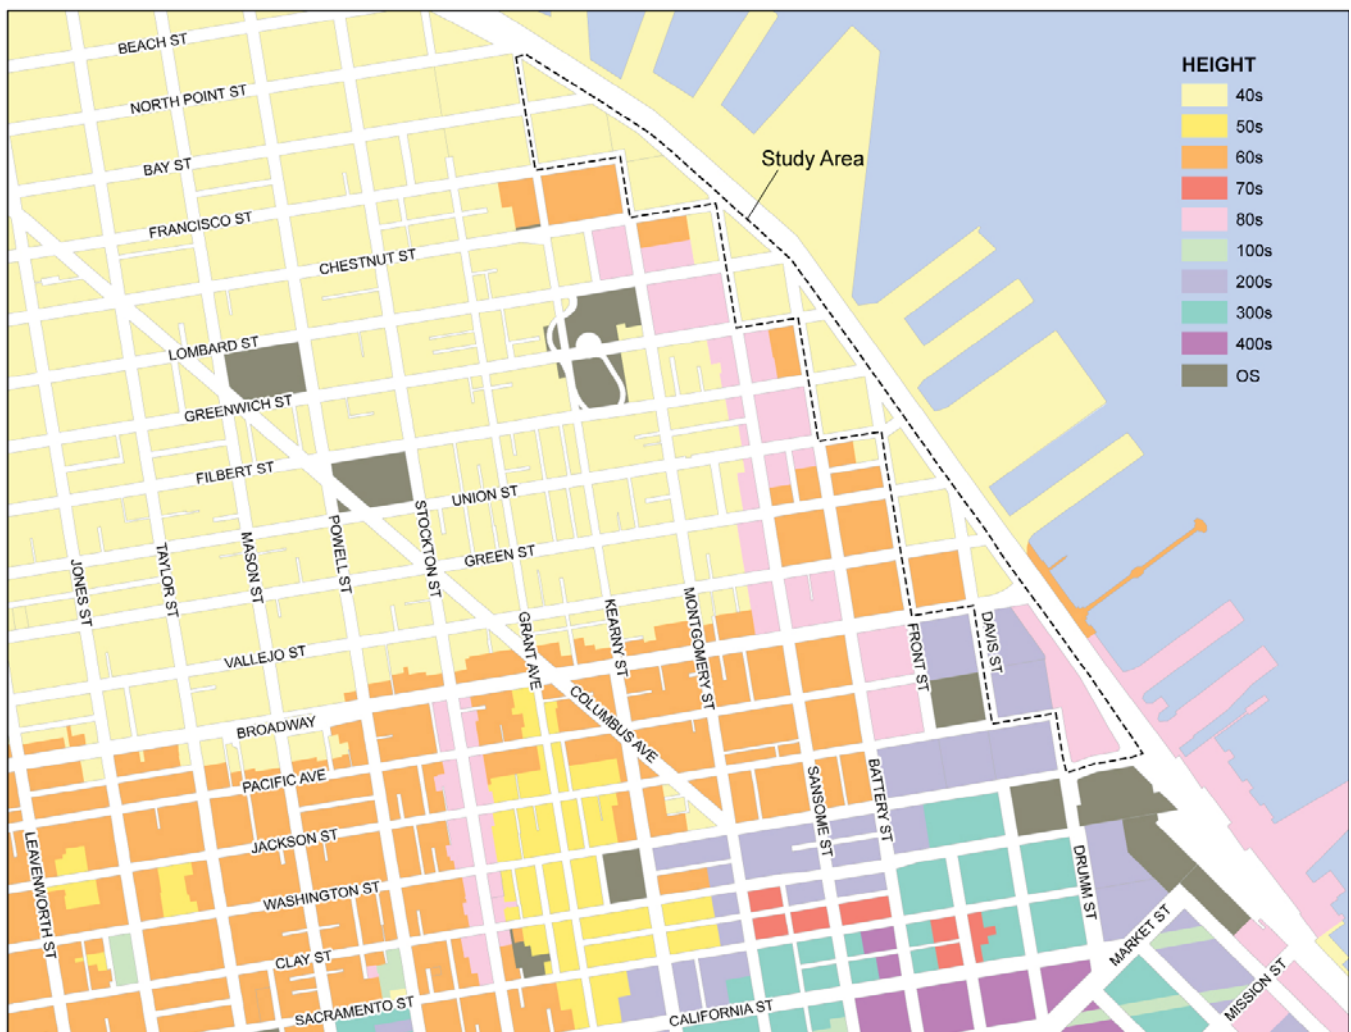 BEACH ST
NORTH POINT ST
BAY ST
FRANCISCO ST
CHESTNUT ST
LOMBARD ST
GREENWICH ST
FILBERT ST
UNION ST
GREEN ST
VALLEJO ST
BROADWAY
PACIFIC AVE
JACKSON ST
WASHINGTON ST
CLAY ST
SACRAMENTO ST
CALIFORNIA ST
JONES ST
TAYLOR ST
MASON ST
POWELL ST
STOCKTON ST
GRANT AVE
KEARNY ST
MONTGOMERY ST
COLUMBUS AVE
SANSOME ST
BATTERY ST
FRONT ST
DAVIS ST
DRUMM ST
MARKET ST
MISSION ST
LEAVENWORTH ST
Study Area
HEIGHT
40s
50s
60s
70s
80s
100s
200s
300s
400s
OS